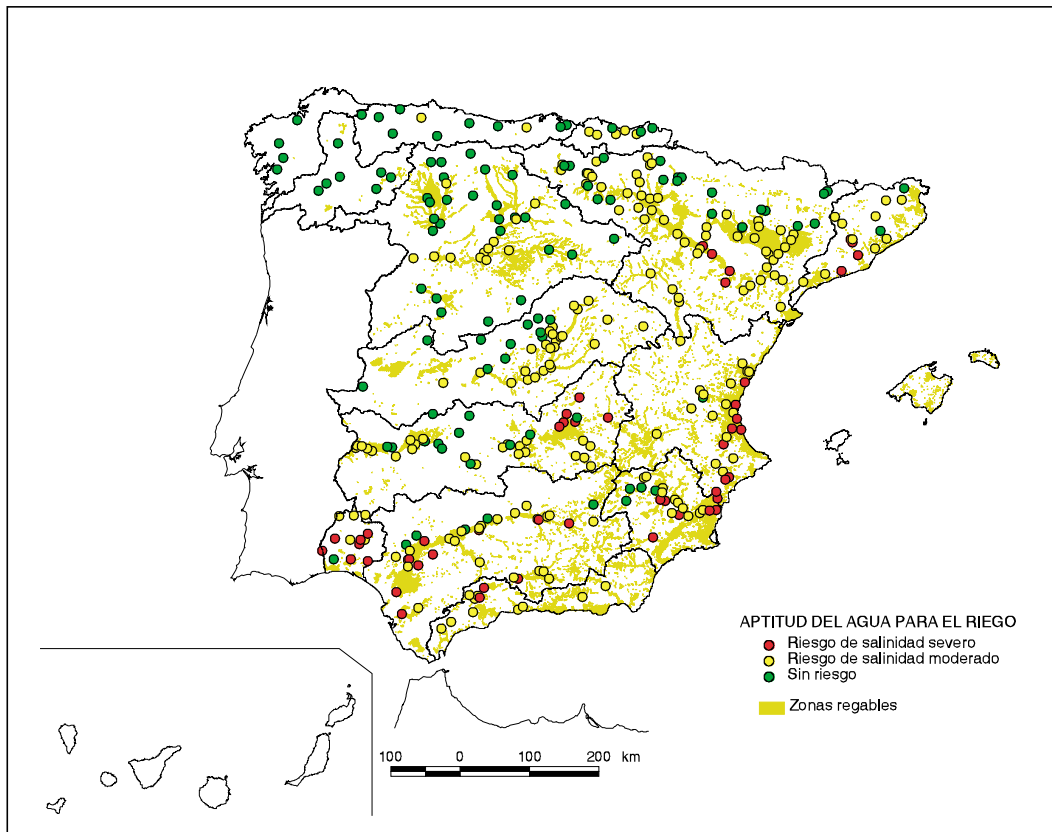 APTITUD DEL AGUA PARA EL RIEGO
Riesgo de salinidad severo
Riesgo de salinidad moderado
Sin riesgo
Zonas regables
100 0 100 200 km